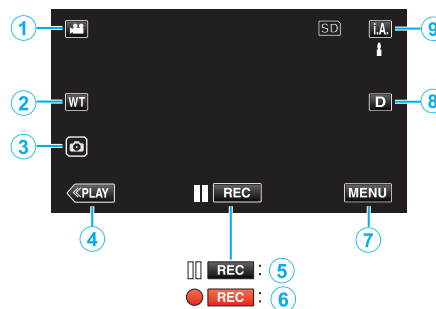 1 SD i.A. 9
2 WT D 8
3
≪PLAY REC MENU
4 7
REC : 5
REC : 6